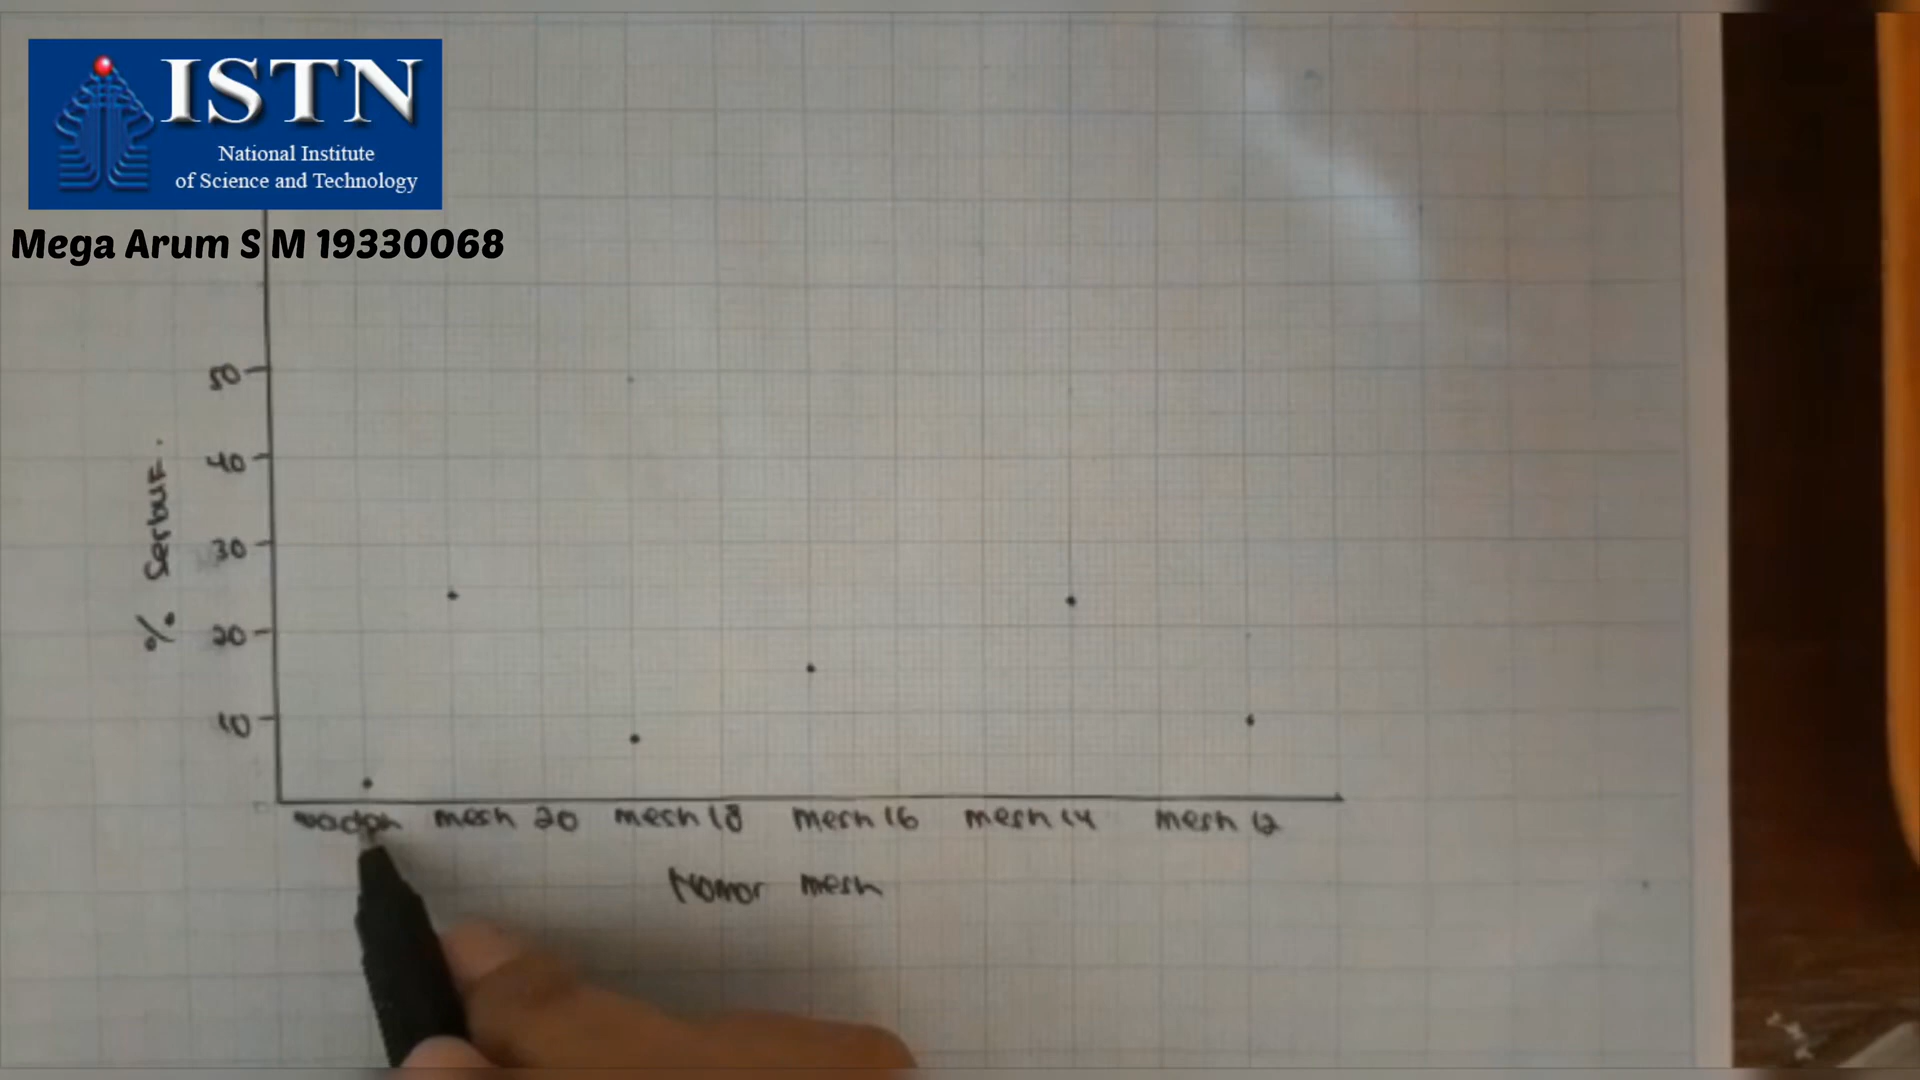 ISTN
National Institute
of Science and Technology
Mega Arum S M 19330068
50
40
30
20
10
% Serbuk.
wadah mesh 20 mesh 18 mesh 16 mesh 14 mesh 12
Nomor mesh